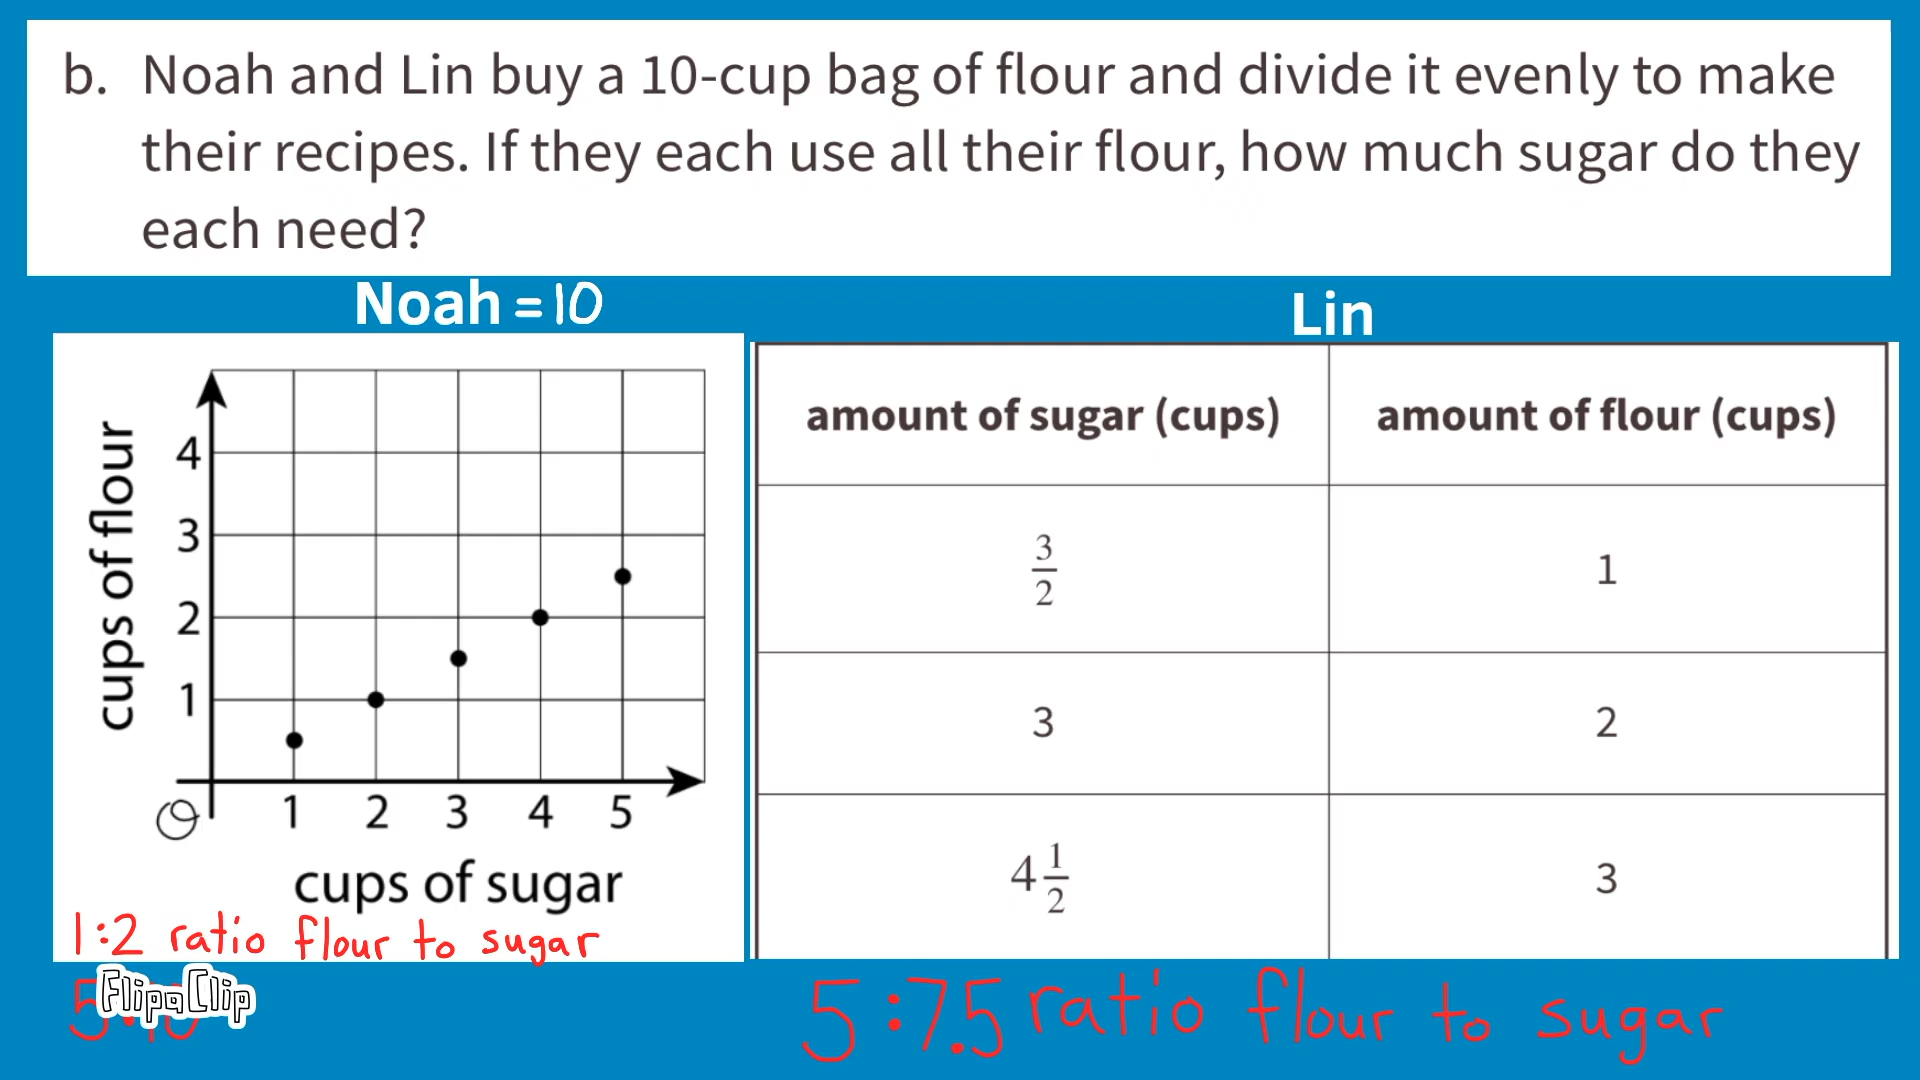 b. Noah and Lin buy a 10-cup bag of flour and divide it evenly to make
their recipes. If they each use all their flour, how much sugar do they
each need?
Noah = 10
cups of flour
4
3
2
1
O
1 2 3 4 5
cups of sugar
1:2 ratio flour to sugar
FlipaClip
Lin
amount of sugar (cups) amount of flour (cups)
3/2 1
3 2
4 1/2 3
5:7.5 ratio flour to sugar